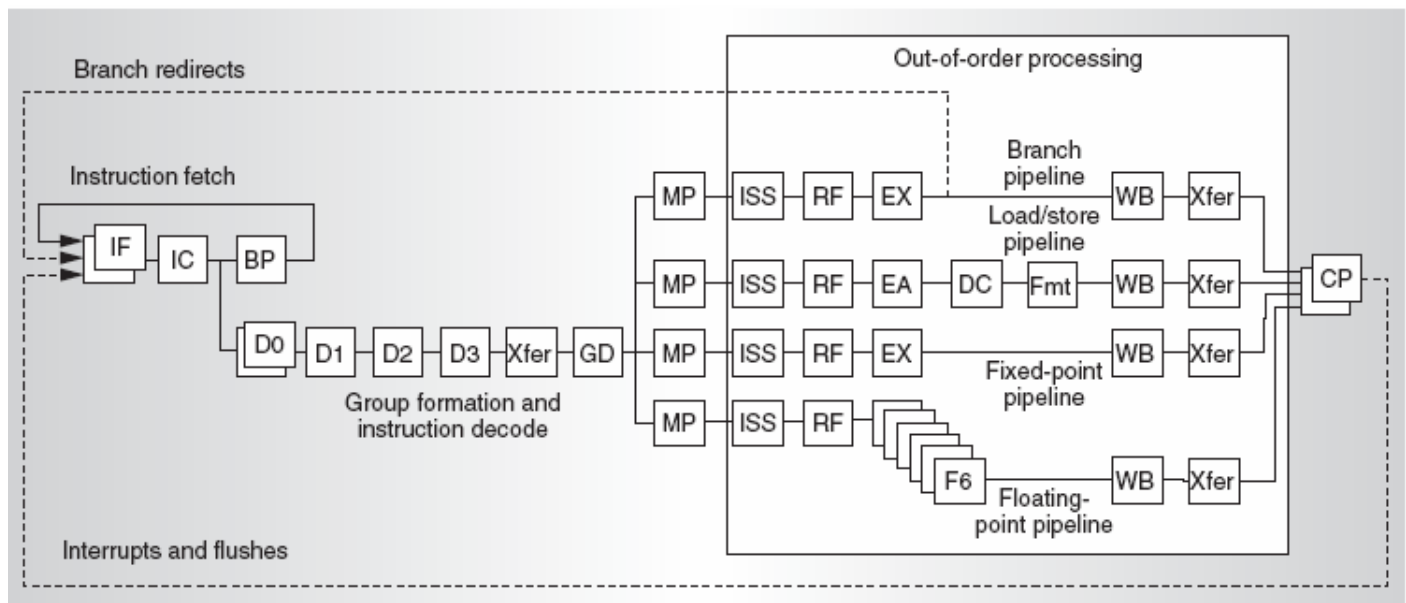 Out-of-order processing
Branch redirects
Instruction fetch
Branch
pipeline
MP ISS RF EX WB Xfer
Load/store
pipeline
IF IC BP
MP ISS RF EA DC Fmt WB Xfer CP
D0 D1 D2 D3 Xfer GD MP ISS RF EX WB Xfer
Fixed-point
pipeline
Group formation and
instruction decode
MP ISS RF
F6 WB Xfer
Floating-
point pipeline
Interrupts and flushes